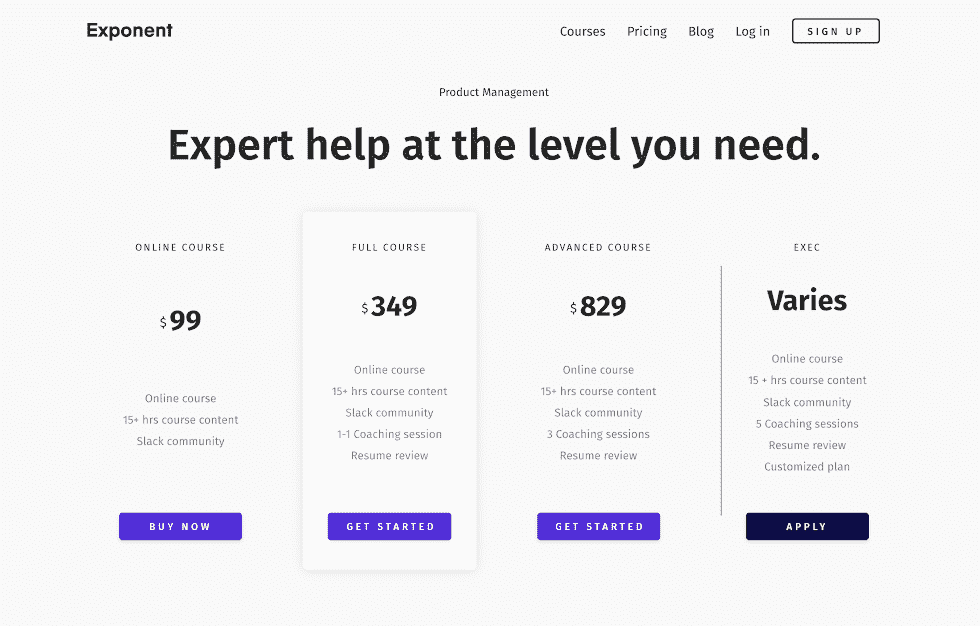 Exponent
Courses Pricing Blog Log in SIGN UP
Product Management
Expert help at the level you need.
ONLINE COURSE
$99
Online course
15+ hrs course content
Slack community
BUY NOW
FULL COURSE
$349
Online course
15+ hrs course content
Slack community
1-1 Coaching session
Resume review
GET STARTED
ADVANCED COURSE
$829
Online course
15+ hrs course content
Slack community
3 Coaching sessions
Resume review
GET STARTED
EXEC
Varies
Online course
15 + hrs course content
Slack community
5 Coaching sessions
Resume review
Customized plan
APPLY